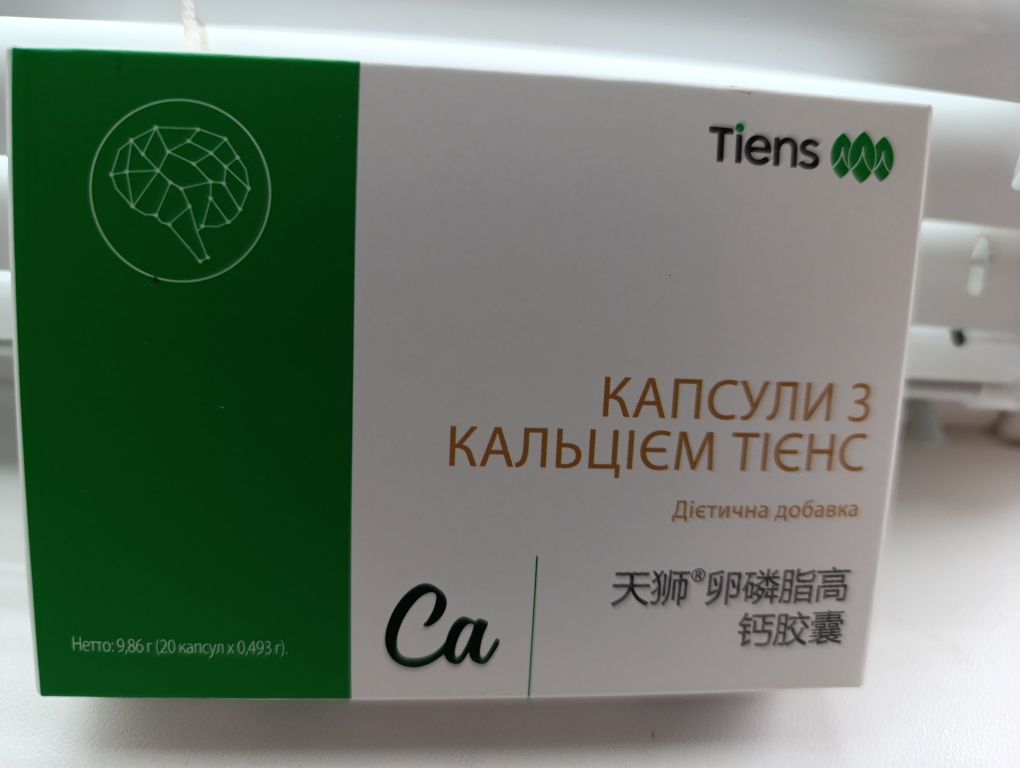 Tiens
КАПСУЛИ З
КАЛЬЦІЄМ ТІЄНС
Дієтична добавка
天狮®卵磷脂高
钙胶囊
Ca
Нетто: 9,86 г (20 капсул х 0,493 г).